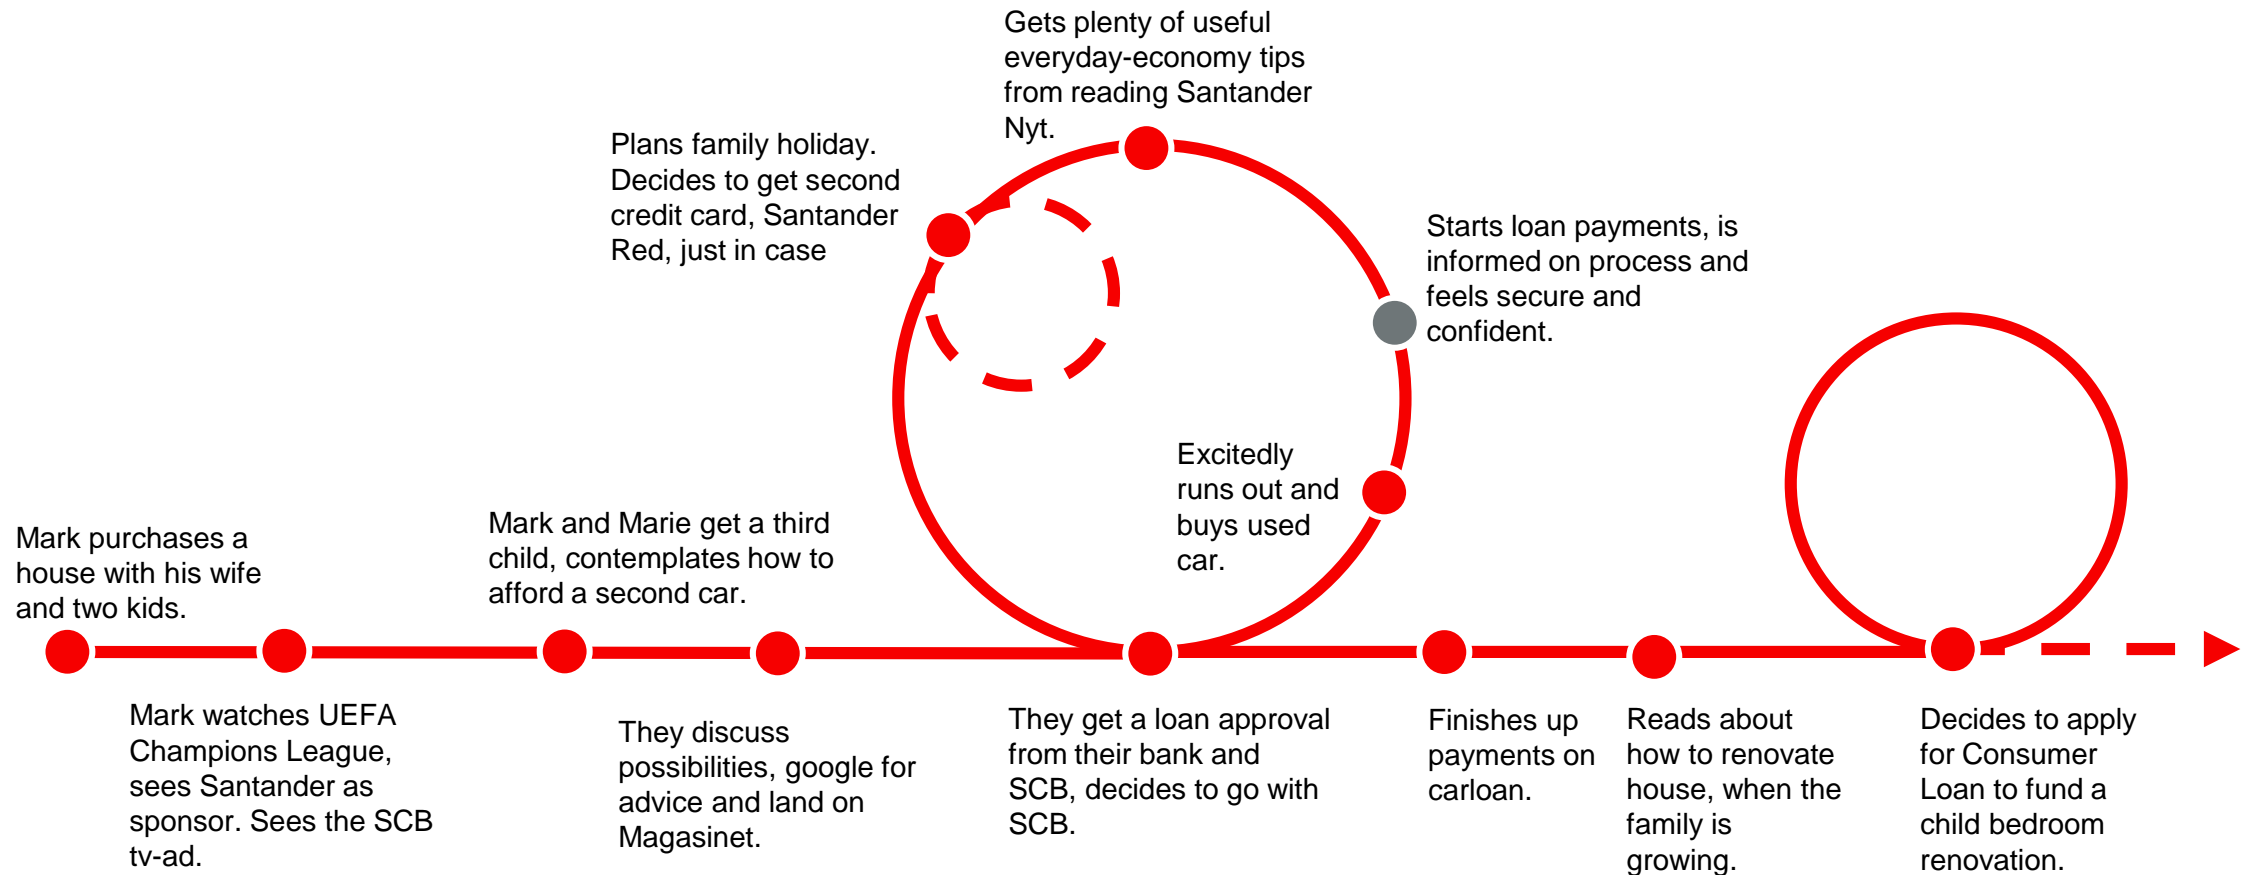 Gets plenty of useful
everyday-economy tips
from reading Santander
Nyt.
Plans family holiday.
Decides to get second
credit card, Santander
Red, just in case
Starts loan payments, is
informed on process and
feels secure and
confident.
Excitedly
runs out and
buys used
car.
Mark purchases a
house with his wife
and two kids.
Mark and Marie get a third
child, contemplates how to
afford a second car.
Mark watches UEFA
Champions League,
sees Santander as
sponsor. Sees the SCB
tv-ad.
They discuss
possibilities, google for
advice and land on
Magasinet.
They get a loan approval
from their bank and
SCB, decides to go with
SCB.
Finishes up
payments on
carloan.
Reads about
how to renovate
house, when the
family is
growing.
Decides to apply
for Consumer
Loan to fund a
child bedroom
renovation.